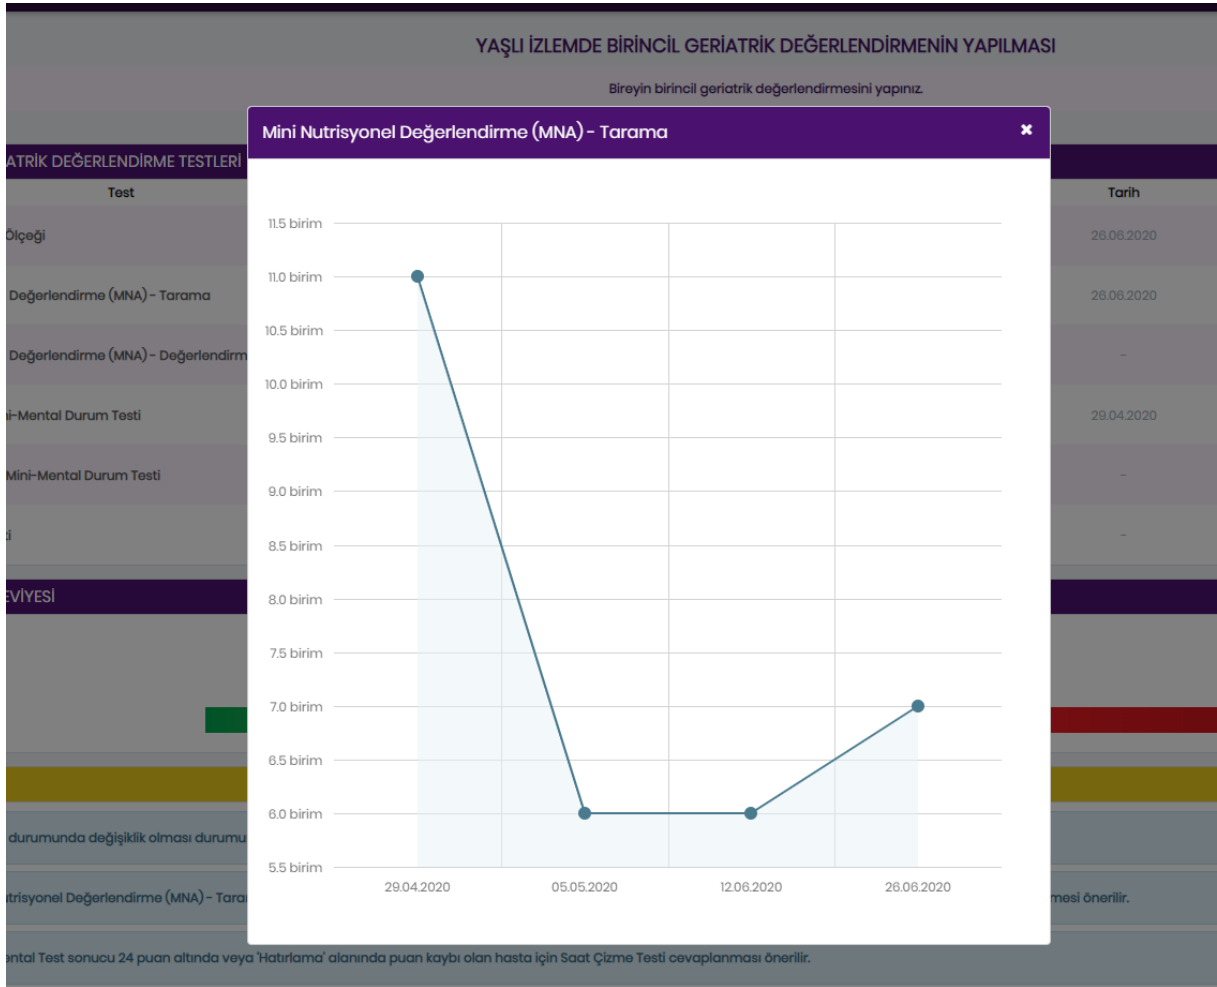 YAŞLI İZLEMDE BİRİNCİL GERİATRİK DEĞERLENDİRMENİN YAPILMASI
Bireyin birincil geriatrik değerlendirmesini yapınız.
Mini Nutrisyonel Değerlendirme (MNA) - Tarama
ATRİK DEĞERLENDİRME TESTLERİ
Test
Tarih
Ölçeği
26.06.2020
Değerlendirme (MNA) - Tarama
26.06.2020
Değerlendirme (MNA) - Değerlendirm
-
ni-Mental Durum Testi
29.04.2020
Mini-Mental Durum Testi
-
-
EVİYESİ
11.5 birim
11.0 birim
10.5 birim
10.0 birim
9.5 birim
9.0 birim
8.5 birim
8.0 birim
7.5 birim
7.0 birim
6.5 birim
6.0 birim
5.5 birim
29.04.2020
05.05.2020
12.06.2020
26.06.2020
durumunda değişiklik olması durumu
utrisyonel Değerlendirme (MNA) - Tara
mesi önerilir.
ental Test sonucu 24 puan altında veya 'Hatırlama' alanında puan kaybı olan hasta için Saat Çizme Testi cevaplanması önerilir.